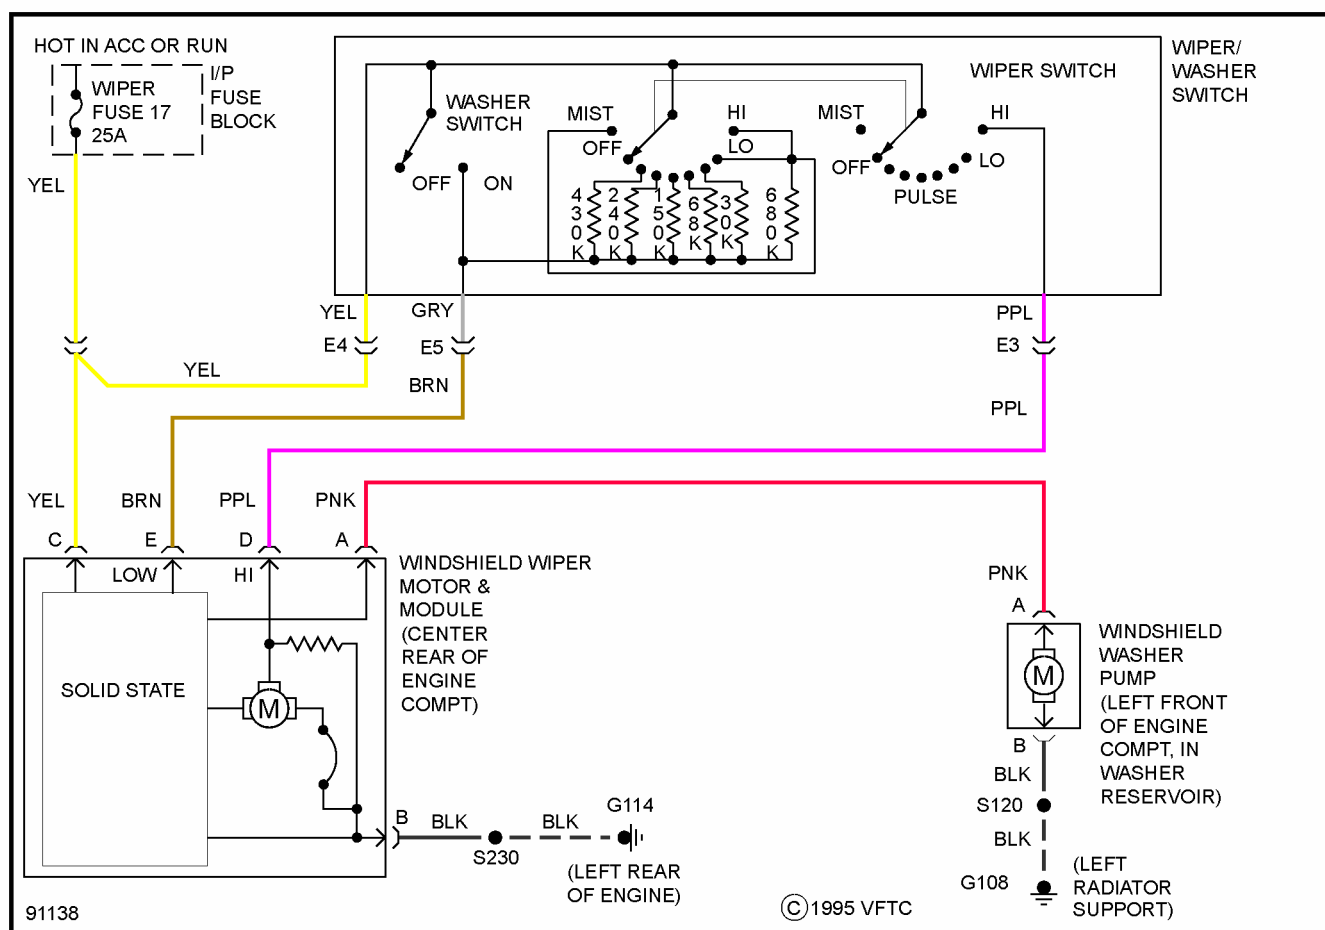 HOT IN ACC OR RUN
WIPER
FUSE 17
25A
I/P
FUSE
BLOCK
WASHER
SWITCH
OFF
ON
MIST
OFF
HI
LO
WIPER SWITCH
MIST
OFF
HI
LO
PULSE
WIPER/
WASHER
SWITCH
430K
240K
150K
68K
30K
680K
YEL
YEL
GRY
PPL
E4
E5
E3
YEL
BRN
PPL
YEL
BRN
PPL
PNK
C
E
D
A
LOW
HI
WINDSHIELD WIPER
MOTOR &
MODULE
(CENTER
REAR OF
ENGINE
COMPT)
SOLID STATE
M
B
BLK
S230
BLK
G114
(LEFT REAR
OF ENGINE)
PNK
A
M
WINDSHIELD
WASHER
PUMP
(LEFT FRONT
OF ENGINE
COMPT, IN
WASHER
RESERVOIR)
B
BLK
S120
BLK
G108
(LEFT
RADIATOR
SUPPORT)
91138
© 1995 VFTC